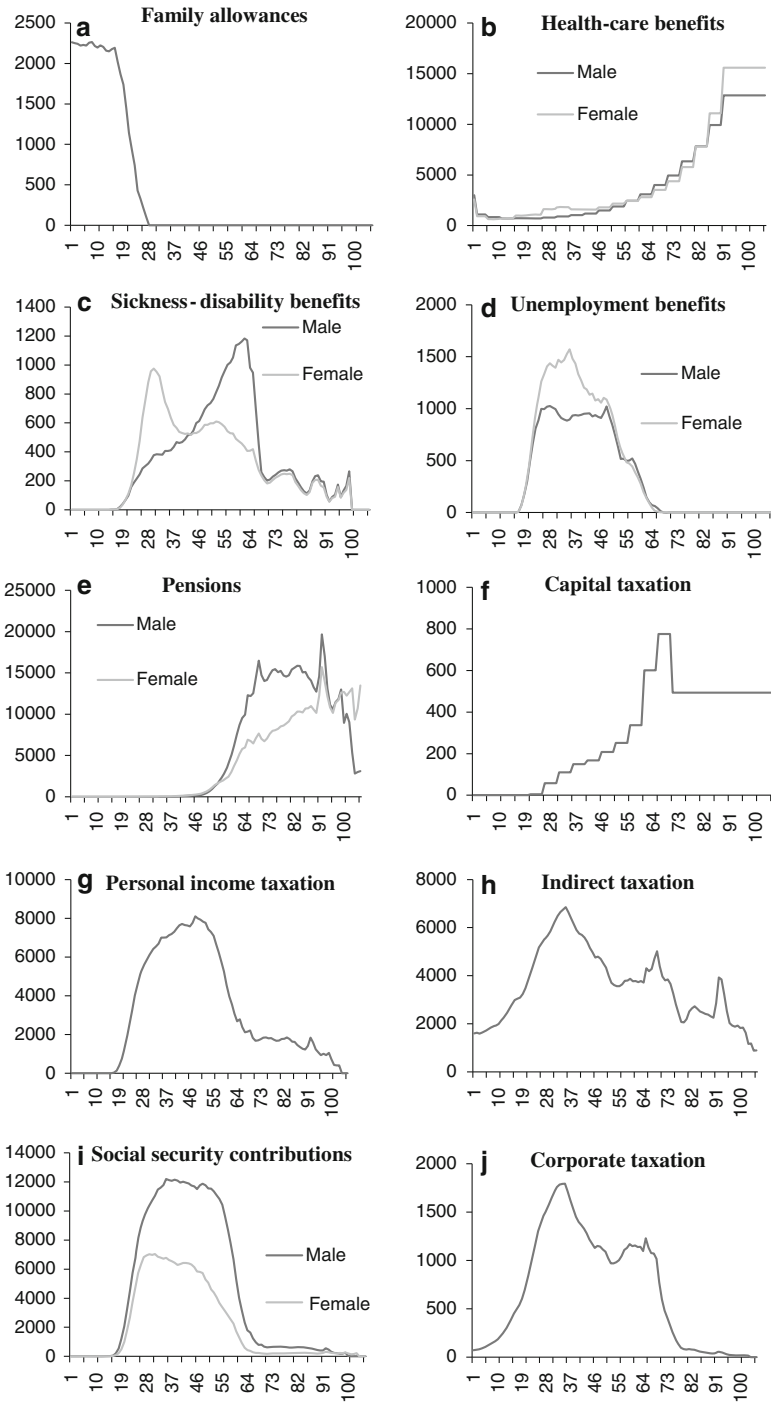 a Family allowances
2500
2000
1500
1000
500
0
1 10 19 28 37 46 55 64 73 82 91 100
b Health-care benefits
20000
15000
10000
5000
0
Male
Female
1 10 19 28 37 46 55 64 73 82 91 100
c Sickness-disability benefits
1400
1200
1000
800
600
400
200
0
Male
Female
1 10 19 28 37 46 55 64 73 82 91 100
d Unemployment benefits
2000
1500
1000
500
0
Male
Female
1 10 19 28 37 46 55 64 73 82 91 100
e Pensions
25000
20000
15000
10000
5000
0
Male
Female
1 10 19 28 37 46 55 64 73 82 91 100
f Capital taxation
1000
800
600
400
200
0
1 10 19 28 37 46 55 64 73 82 91 100
g Personal income taxation
10000
8000
6000
4000
2000
0
1 10 19 28 37 46 55 64 73 82 91 100
h Indirect taxation
8000
6000
4000
2000
0
1 10 19 28 37 46 55 64 73 82 91 100
i Social security contributions
14000
12000
10000
8000
6000
4000
2000
0
Male
Female
1 10 19 28 37 46 55 64 73 82 91 100
j Corporate taxation
2000
1500
1000
500
0
1 10 19 28 37 46 55 64 73 82 91 100